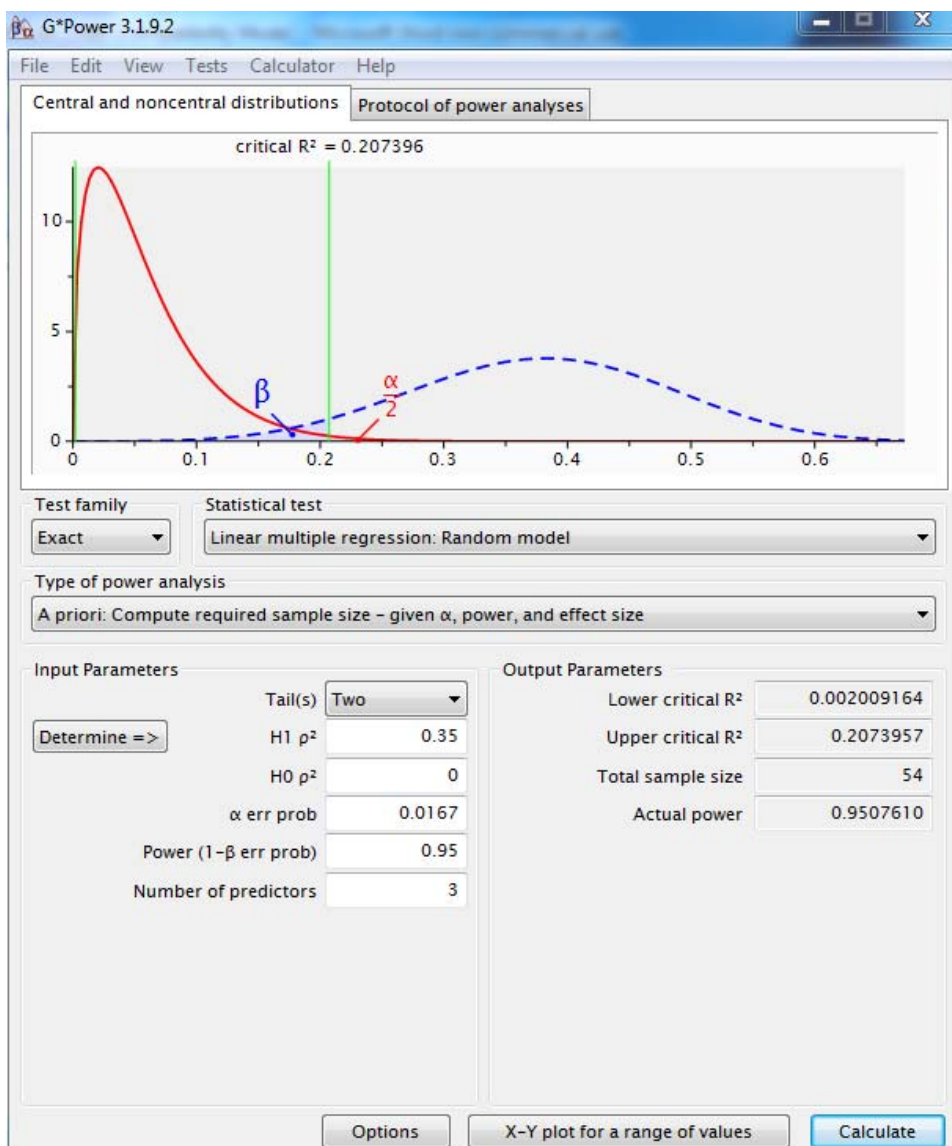 G*Power 3.1.9.2
File Edit View Tests Calculator Help
Central and noncentral distributions Protocol of power analyses
critical R² = 0.207396
10
5
0
β
α
2
0 0.1 0.2 0.3 0.4 0.5 0.6
Test family Statistical test
Exact Linear multiple regression: Random model
Type of power analysis
A priori: Compute required sample size – given α, power, and effect size
Input Parameters Output Parameters
Tail(s) Two Lower critical R² 0.002009164
Determine => H1 ρ² 0.35 Upper critical R² 0.2073957
H0 ρ² 0 Total sample size 54
α err prob 0.0167 Actual power 0.9507610
Power (1–β err prob) 0.95
Number of predictors 3
Options X–Y plot for a range of values Calculate